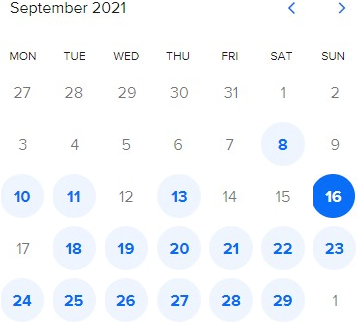 September 2021
MON TUE WED THU FRI SAT SUN
27 28 29 30 31 1 2
3 4 5 6 7 8 9
10 11 12 13 14 15 16
17 18 19 20 21 22 23
24 25 26 27 28 29 1